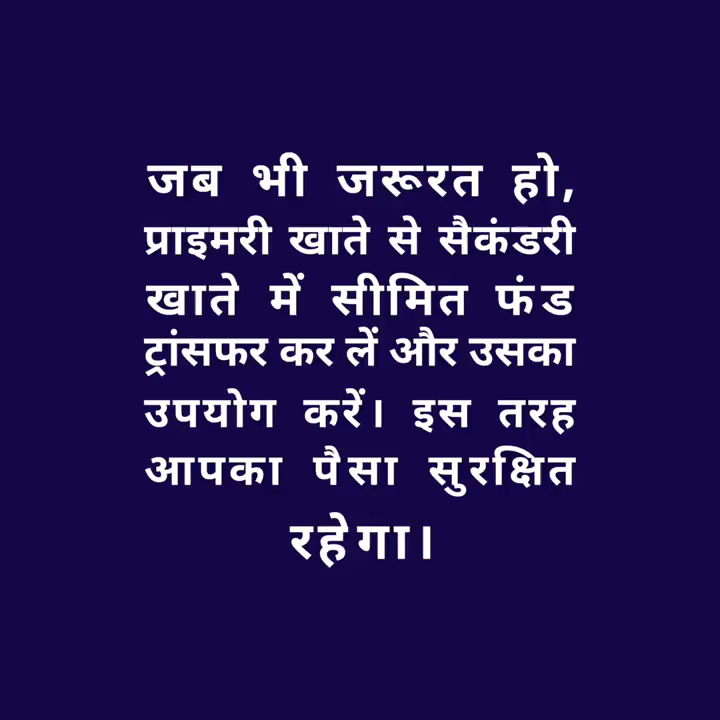 जब भी जरूरत हो,
प्राइमरी खाते से सैकंडरी
खाते में सीमित फंड
ट्रांसफर कर लें और उसका
उपयोग करें। इस तरह
आपका पैसा सुरक्षित
रहेगा।